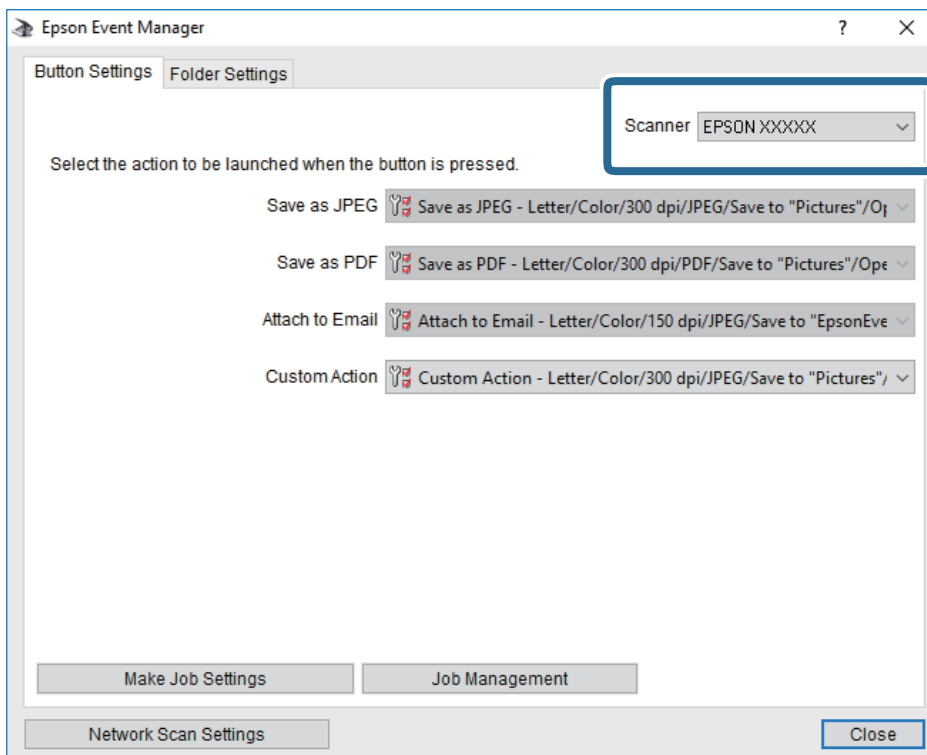 Epson Event Manager
Button Settings Folder Settings
Scanner EPSON XXXXX
Select the action to be launched when the button is pressed.
Save as JPEG Save as JPEG - Letter/Color/300 dpi/JPEG/Save to "Pictures"/Op
Save as PDF Save as PDF - Letter/Color/300 dpi/PDF/Save to "Pictures"/Ope
Attach to Email Attach to Email - Letter/Color/150 dpi/JPEG/Save to "EpsonEve
Custom Action Custom Action - Letter/Color/300 dpi/JPEG/Save to "Pictures"/
Make Job Settings Job Management
Network Scan Settings Close